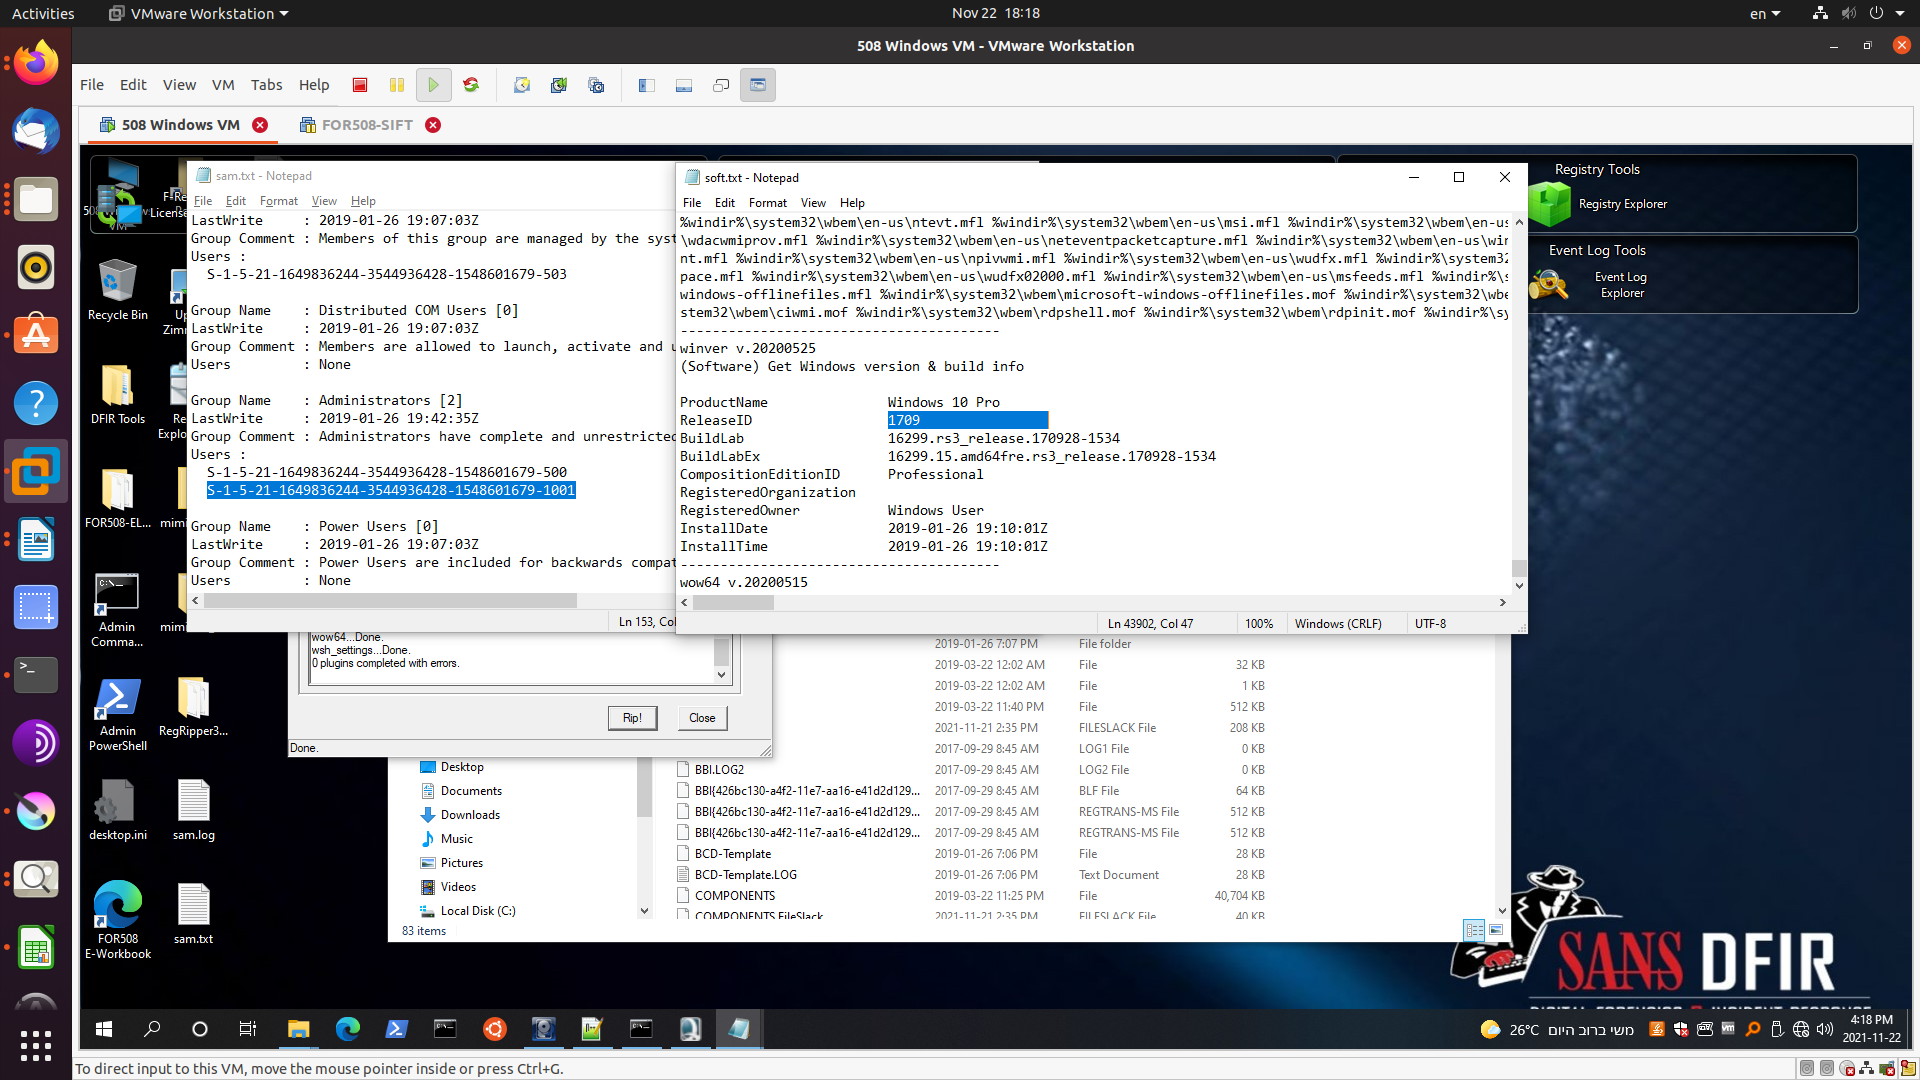 Activities
VMware Workstation
Nov 22 18:18
en
508 Windows VM - VMware Workstation
File Edit View VM Tabs Help
508 Windows VM
FOR508-SIFT
sam.txt - Notepad
File Edit Format View Help
LastWrite : 2019-01-26 19:07:03Z
Group Comment : Members of this group are managed by the
Users :
S-1-5-21-1649836244-3544936428-1548601679-503
Group Name : Distributed COM Users [0]
LastWrite : 2019-01-26 19:07:03Z
Group Comment : Members are allowed to launch, activate and
Users : None
Group Name : Administrators [2]
LastWrite : 2019-01-26 19:42:35Z
Group Comment : Administrators have complete and unrestricted
Users :
S-1-5-21-1649836244-3544936428-1548601679-500
S-1-5-21-1649836244-3544936428-1548601679-1001
Group Name : Power Users [0]
LastWrite : 2019-01-26 19:07:03Z
Group Comment : Power Users are included for backwards compat
Users : None
Ln 153, Col
soft.txt - Notepad
File Edit Format View Help
%windir%\system32\wbem\en-us\ntevt.mfl %windir%\system32\wbem\en-us\msi.mfl %windir%\system32\wbem\en-us
\wdacwmiprov.mfl %windir%\system32\wbem\en-us\neteventpacketcapture.mfl %windir%\system32\wbem\en-us\wir
nt.mfl %windir%\system32\wbem\en-us\npivwmi.mfl %windir%\system32\wbem\en-us\wudfx.mfl %windir%\system32
pace.mfl %windir%\system32\wbem\en-us\wudfx02000.mfl %windir%\system32\wbem\en-us\msfeeds.mfl %windir%\s
windows-offlinefiles.mfl %windir%\system32\wbem\microsoft-windows-offlinefiles.mof %windir%\system32\wbe
stem32\wbem\ciwmi.mof %windir%\system32\wbem\rdpshell.mof %windir%\system32\wbem\rdpinit.mof %windir%\sy
----------------------------------------
winver v.20200525
(Software) Get Windows version & build info
ProductName Windows 10 Pro
ReleaseID 1709
BuildLab 16299.rs3_release.170928-1534
BuildLabEx 16299.15.amd64fre.rs3_release.170928-1534
CompositionEditionID Professional
RegisteredOrganization
RegisteredOwner Windows User
InstallDate 2019-01-26 19:10:01Z
InstallTime 2019-01-26 19:10:01Z
----------------------------------------
wow64 v.20200515
Ln 43902, Col 47 100% Windows (CRLF) UTF-8
Registry Tools
Registry Explorer
Event Log Tools
Event Log
Explorer
Recycle Bin
DFIR Tools
FOR508-EL...
Admin
Comma...
Admin
PowerShell
RegRipper3...
desktop.ini
sam.log
FOR508
E-Workbook
sam.txt
wow64...Done.
wsh_settings...Done.
0 plugins completed with errors.
Rip!
Close
Done.
Desktop
Documents
Downloads
Music
Pictures
Videos
Local Disk (C:)
2019-01-26 7:07 PM File folder
2019-03-22 12:02 AM File 32 KB
2019-03-22 12:02 AM File 1 KB
2019-03-22 11:40 PM File 512 KB
2021-11-21 2:35 PM FILESLACK File 208 KB
2017-09-29 8:45 AM LOG1 File 0 KB
BBI.LOG2 2017-09-29 8:45 AM LOG2 File 0 KB
BBI{426bc130-a4f2-11e7-aa16-e41d2d129... 2017-09-29 8:45 AM BLF File 64 KB
BBI{426bc130-a4f2-11e7-aa16-e41d2d129... 2017-09-29 8:45 AM REGTRANS-MS File 512 KB
BBI{426bc130-a4f2-11e7-aa16-e41d2d129... 2017-09-29 8:45 AM REGTRANS-MS File 512 KB
BCD-Template 2019-01-26 7:06 PM File 28 KB
BCD-Template.LOG 2019-01-26 7:06 PM Text Document 28 KB
COMPONENTS 2019-03-22 11:25 PM File 40,704 KB
COMPONENTS.FileSlack 2021-11-21 2:35 PM FILESLACK File 40 KB
83 items
SANS DFIR
DIGITAL FORENSICS & INCIDENT RESPONSE
26°C משי ברוב היום
4:18 PM
2021-11-22
To direct input to this VM, move the mouse pointer inside or press Ctrl+G.